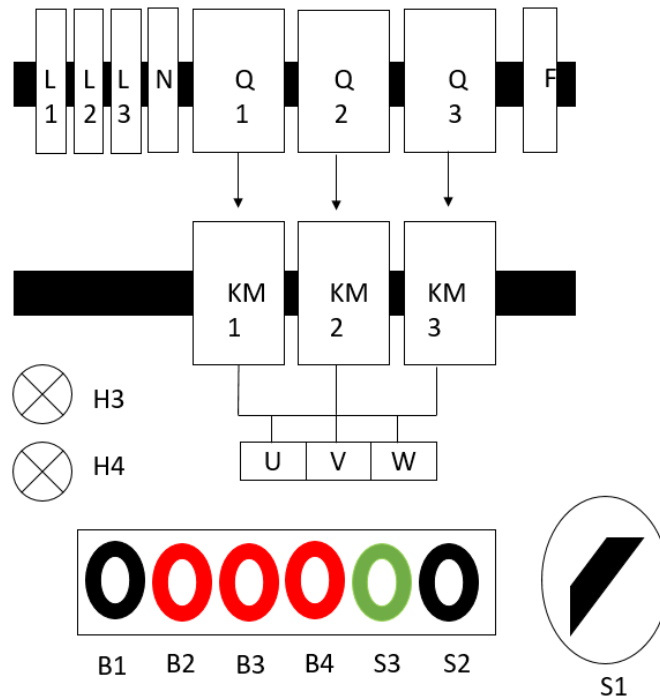 L L L N Q Q Q F
1 2 3 1 2 3
KM KM KM
1 2 3
H3
H4
U V W
B1 B2 B3 B4 S3 S2
S1